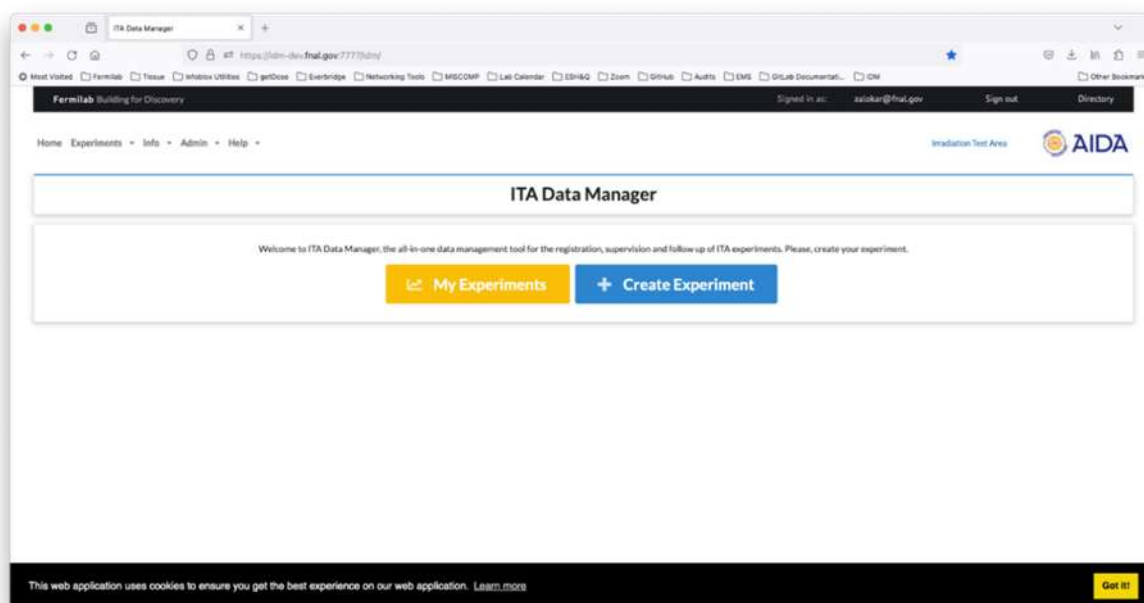 ITA Data Manager
https://idm-dev.fnal.gov:7777/idm/
Most Visited Fermilab Tissue Infoblox Utilities getDose Everbridge Networking Tools MISCOMP Lab Calendar ESH&Q Zoom GitHub Audits EMS GitLab Documentati... IDM Other Bookmark
Fermilab Building for Discovery Signed in as: zalokar@fnal.gov Sign out Directory
Home Experiments Info Admin Help Irradiation Test Area AIDA
ITA Data Manager
Welcome to ITA Data Manager, the all-in-one data management tool for the registration, supervision and follow up of ITA experiments. Please, create your experiment.
My Experiments Create Experiment
This web application uses cookies to ensure you get the best experience on our web application. Learn more Got it!